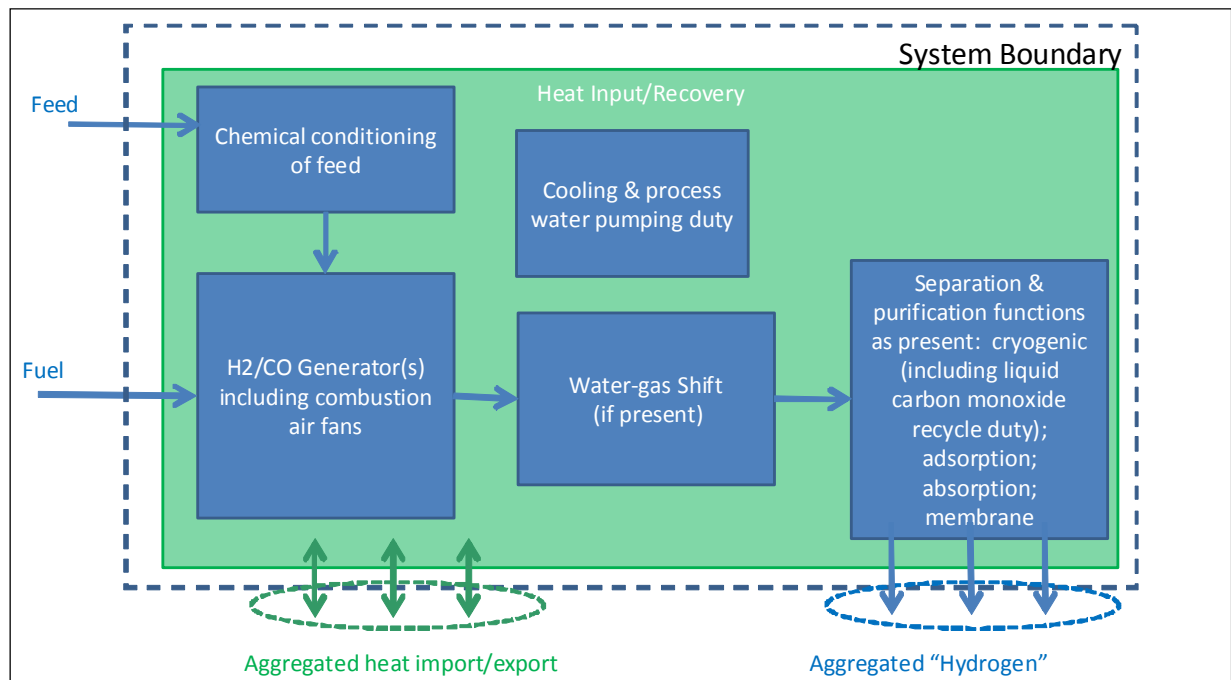 System Boundary
Heat Input/Recovery
Feed
Chemical conditioning
of feed
Cooling & process
water pumping duty
Fuel
H2/CO Generator(s)
including combustion
air fans
Water-gas Shift
(if present)
Separation &
purification functions
as present:  cryogenic
(including liquid
carbon monoxide
recycle duty);
adsorption;
absorption;
membrane
Aggregated heat import/export
Aggregated “Hydrogen”